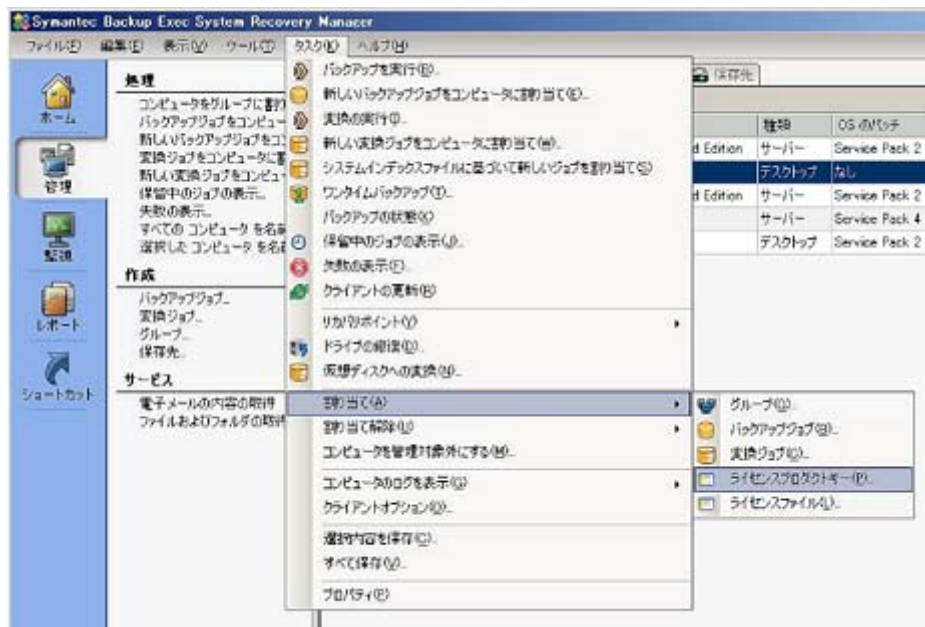 Symantec Backup Exec System Recovery Manager
ファイル(F) 編集(E) 表示(V) ツール(T) タスク(K) ヘルプ(H)
ホーム
管理
監視
レポート
ショートカット
処理
コンピュータをグループに割り
バックアップジョブをコンピュー
新しいバックアップジョブをコ
変換ジョブをコンピュータに
新しい変換ジョブをコンピュ
保留中のジョブの表示...
失敗の表示...
すべての コンピュータ を名前
選択した コンピュータ を名前
作成
バックアップジョブ...
変換ジョブ...
グループ...
保存先...
サービス
電子メールの内容の取得
ファイルおよびフォルダの取得
バックアップを実行(R)...
新しいバックアップジョブをコンピュータに割り当て(E)...
変換の実行
新しい変換ジョブをコンピュータに割り当て(W)...
システムインデックスファイルに基づいて新しいジョブを割り当て(S)
ワンタイムバックアップ(T)...
バックアップの状態(K)
保留中のジョブの表示(J)...
失敗の表示(F)...
クライアントの更新(B)
リカバリポイント(Y)
ドライブの修復(D)...
仮想ディスクへの変換(N)...
割り当て(A)
割り当て解除(U)
コンピュータを管理対象外にする(M)...
コンピュータのログを表示(G)
クライアントオプション(O)...
選択内容を保存(C)...
すべて保存(V)...
プロパティ(P)
グループ(G)...
バックアップジョブ(B)...
変換ジョブ(C)...
ライセンスプロダクトキー(P)...
ライセンスファイル(L)...
保存先
種類 OS のパッチ
d Edition サーバー Service Pack 2
デスクトップ なし
d Edition サーバー Service Pack 2
サーバー Service Pack 4
デスクトップ Service Pack 2